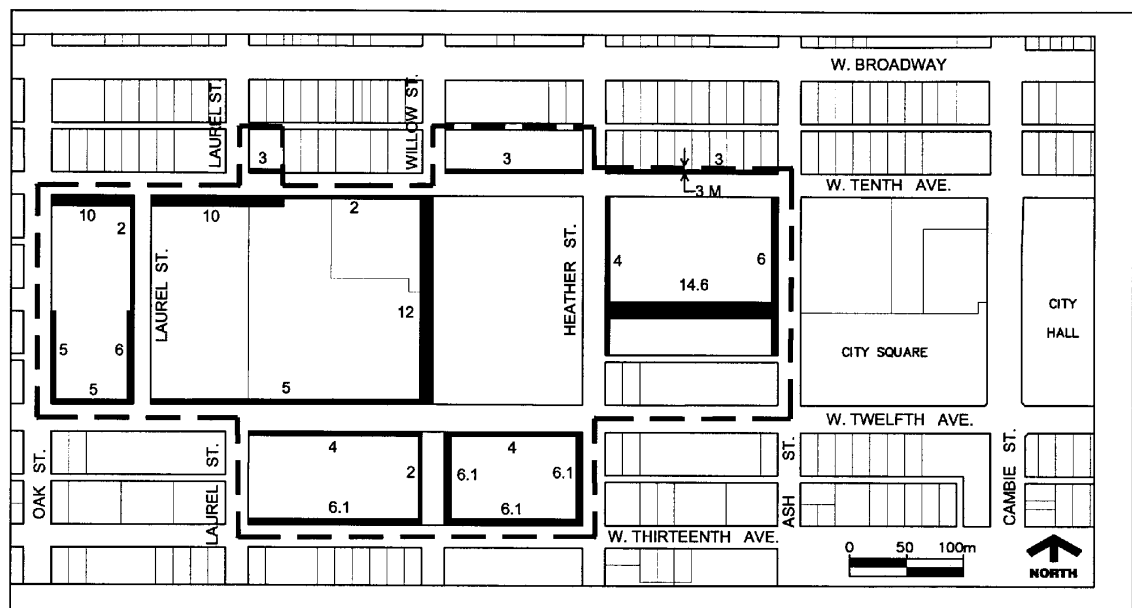 W. BROADWAY
LAUREL ST.
WILLOW ST.
3
3
3
3 M
W. TENTH AVE.
10
2
10
2
LAUREL ST.
HEATHER ST.
4
6
14.6
12
CITY
HALL
CITY SQUARE
5
6
5
5
W. TWELFTH AVE.
OAK ST.
LAUREL ST.
4
2
6.1
4
6.1
6.1
6.1
ASH ST.
CAMBIE ST.
W. THIRTEENTH AVE.
0 50 100m
NORTH